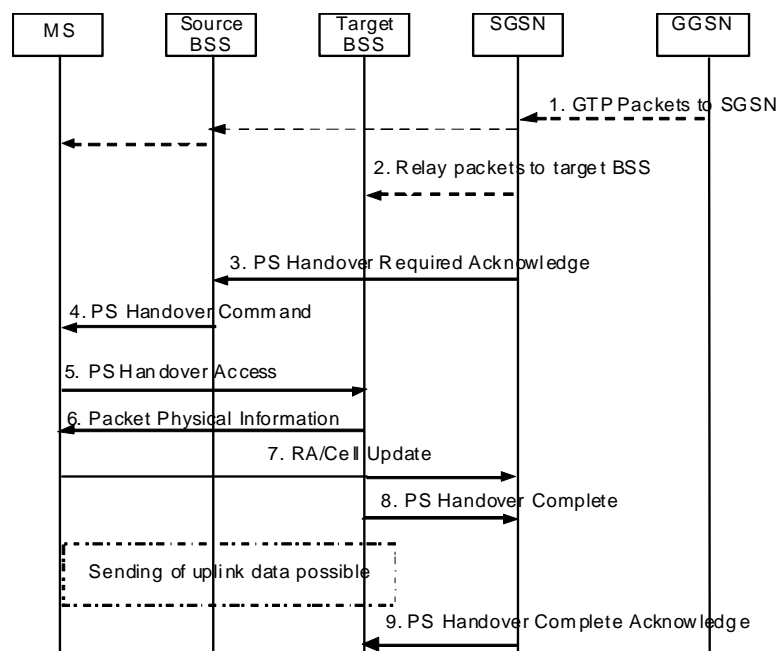 MS
Source
BSS
Target
BSS
SGSN
GGSN
1. GTP Packets to SGSN
2. Relay packets to target BSS
3. PS Handover Required Acknowledge
4. PS Handover Command
5. PS Handover Access
6. Packet Physical Information
7. RA/Cell Update
8. PS Handover Complete
Sending of uplink data possible
9. PS Handover Complete Acknowledge